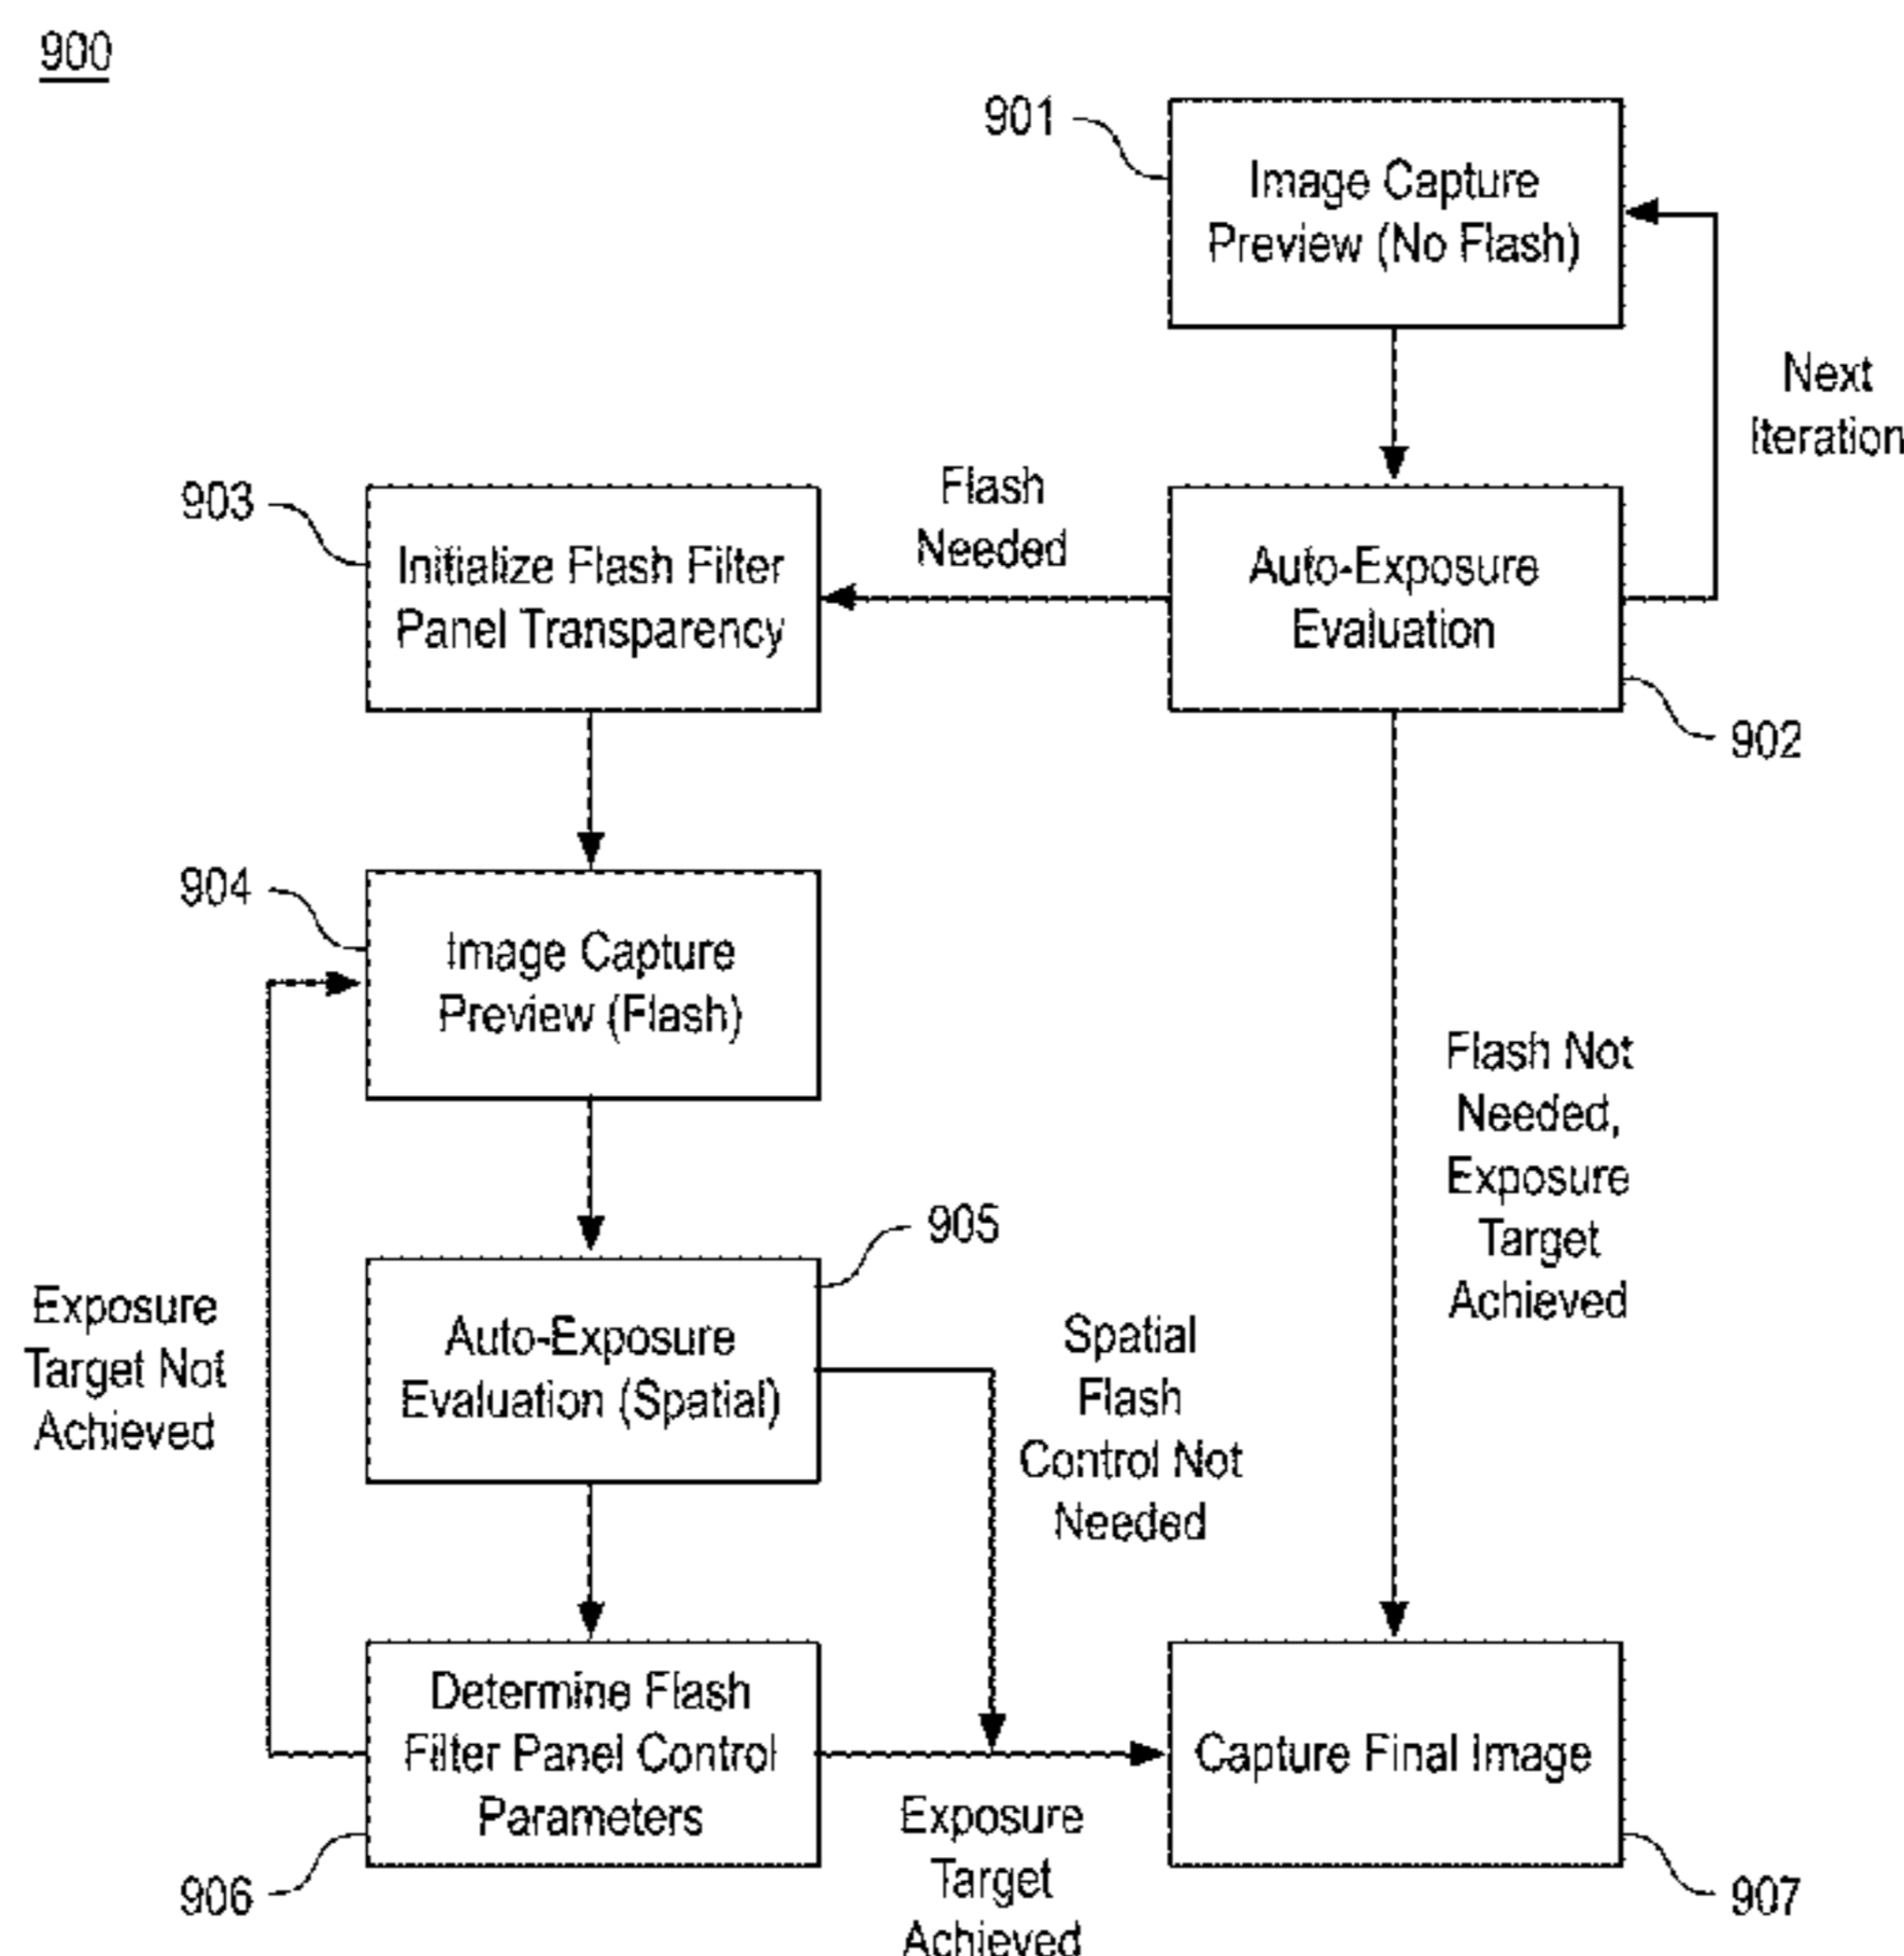 900
901
Image Capture
Preview (No Flash)
Next
Iteration
903
Initialize Flash Filter
Panel Transparency
Flash
Needed
Auto-Exposure
Evaluation
902
904
Image Capture
Preview (Flash)
Flash Not
Needed,
Exposure
Target
Achieved
905
Auto-Exposure
Evaluation (Spatial)
Exposure
Target Not
Achieved
Spatial
Flash
Control Not
Needed
Determine Flash
Filter Panel Control
Parameters
906
Exposure
Target
Achieved
Capture Final Image
907